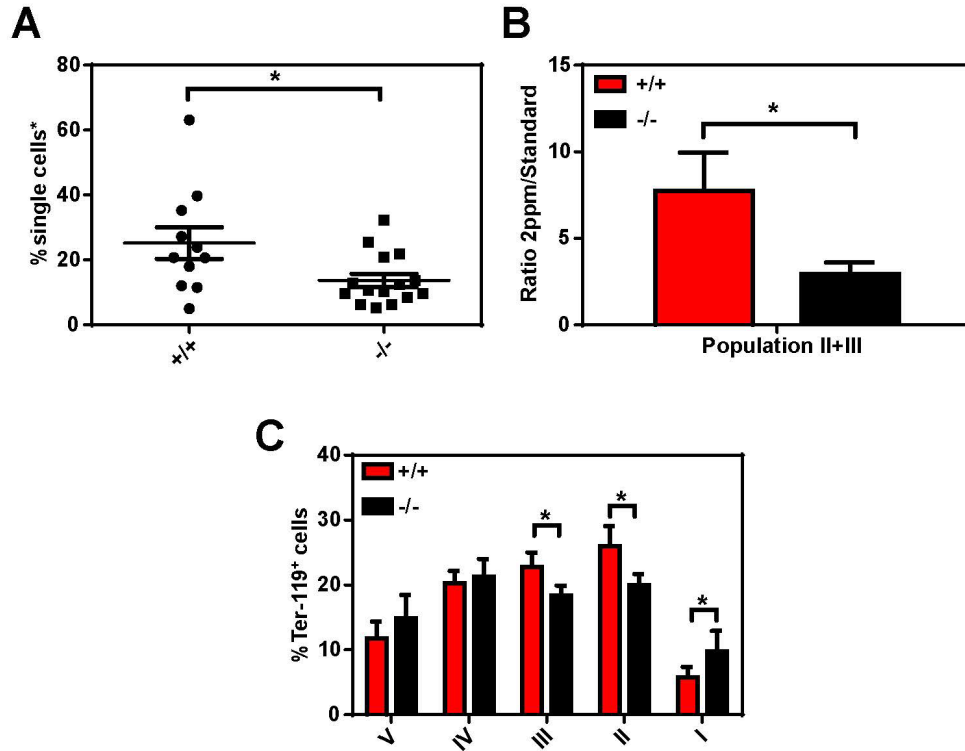 A
% single cells*
80
60
40
20
0
*
+/+
-/-
B
Ratio 2ppm/Standard
15
10
5
0
+/+
-/-
*
Population II+III
C
% Ter-119⁺ cells
40
30
20
10
0
+/+
-/-
*
*
*
V
IV
III
II
I